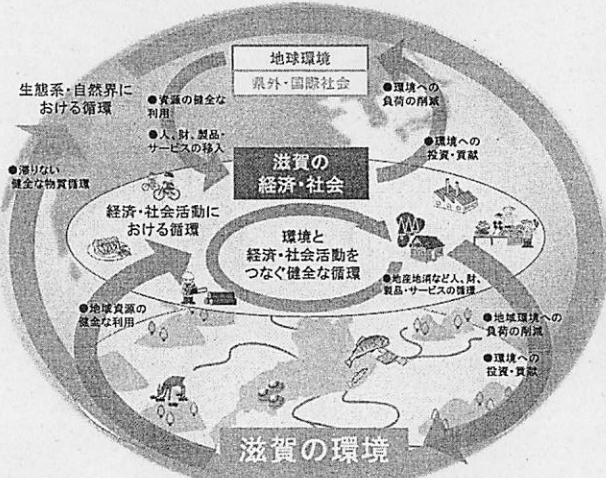 地球環境
県外・国際社会
生態系・自然界に
おける循環
●資源の健全な
利用
●人、財、製品・
サービスの移入
●環境への
負荷の削減
●環境への
投資・貢献
●滞りない
健全な物質循環
滋賀の
経済・社会
経済・社会活動に
おける循環
環境と
経済・社会活動を
つなぐ健全な循環
●地産地消など人、財、
製品・サービスの循環
●地域資源の
健全な利用
●地域環境への
負荷の削減
●環境への
投資・貢献
滋賀の環境